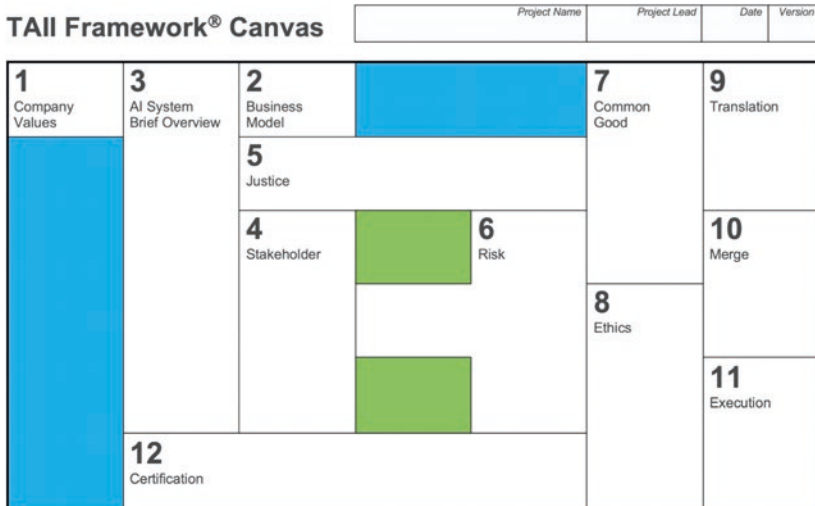 TAII Framework® Canvas
Project Name
Project Lead
Date
Version
1
Company
Values
3
AI System
Brief Overview
2
Business
Model
7
Common
Good
9
Translation
5
Justice
4
Stakeholder
6
Risk
10
Merge
8
Ethics
11
Execution
12
Certification